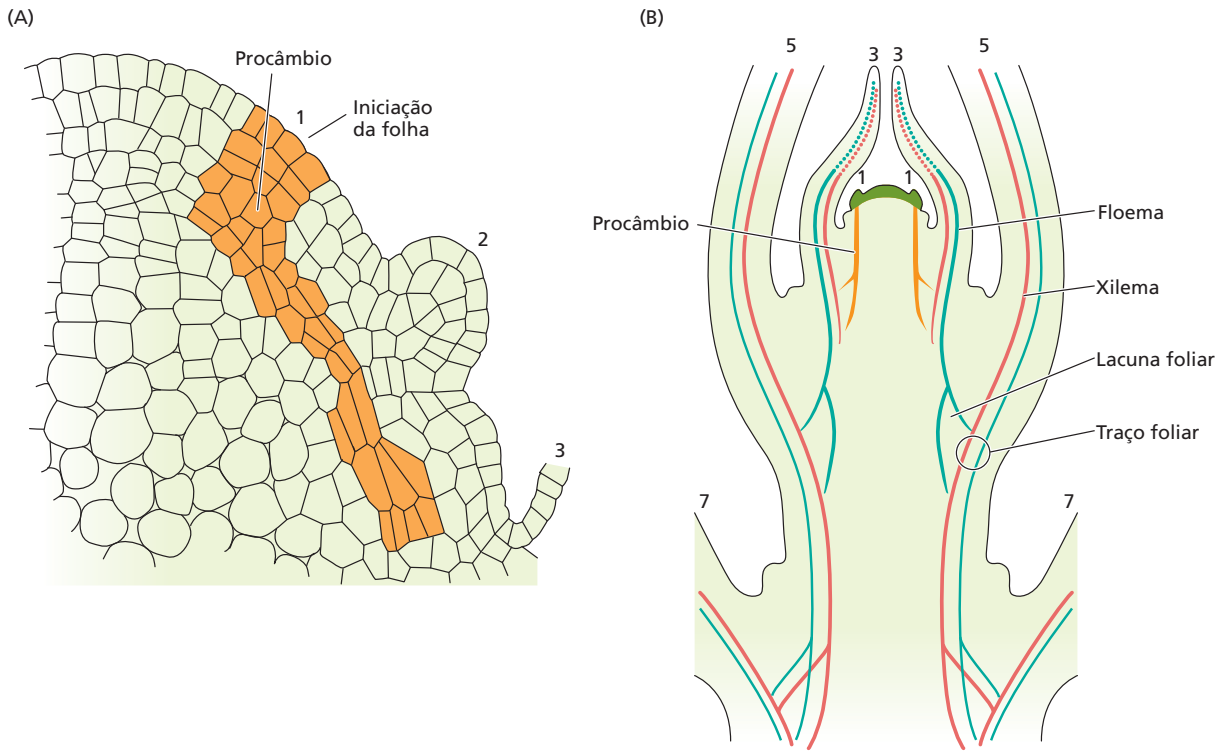 (A)
Procâmbio
1
Iniciação
da folha
2
3
(B)
5
3
3
5
1
1
Procâmbio
Floema
Xilema
Lacuna foliar
Traço foliar
7
7